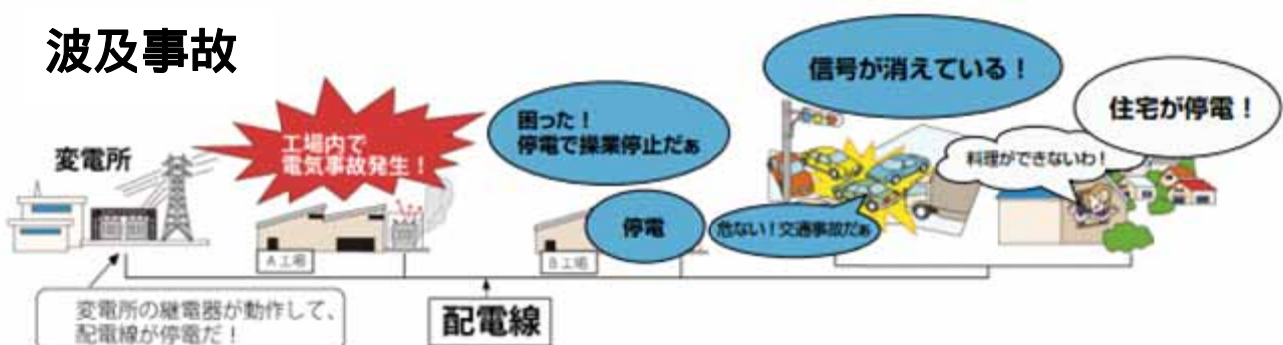 波及事故
変電所
工場内で
電気事故発生！
困った！
停電で操業停止だぁ
信号が消えている！
住宅が停電！
料理ができないわ！
停電
危ない！交通事故だぁ
A工場
B工場
変電所の継電器が動作して、
配電線が停電だ！
配電線